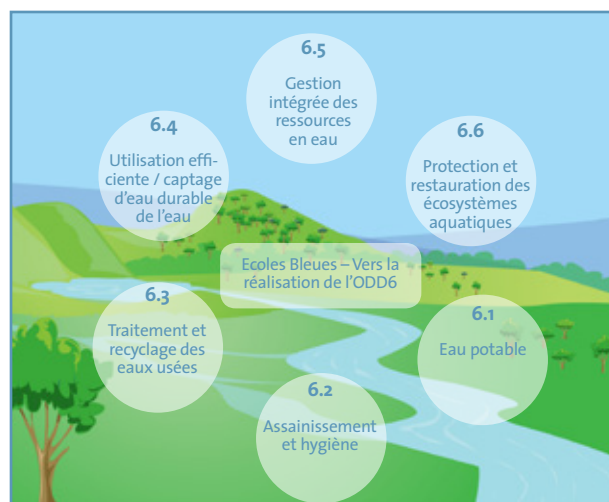 6.5
Gestion
intégrée des
ressources
en eau
6.4
Utilisation effi-
ciente / captage
d'eau durable
de l'eau
6.6
Protection et
restauration des
écosystèmes
aquatiques
Ecoles Bleues – Vers la
réalisation de l'ODD6
6.3
Traitement et
recyclage des
eaux usées
6.1
Eau potable
6.2
Assainissement
et hygiène